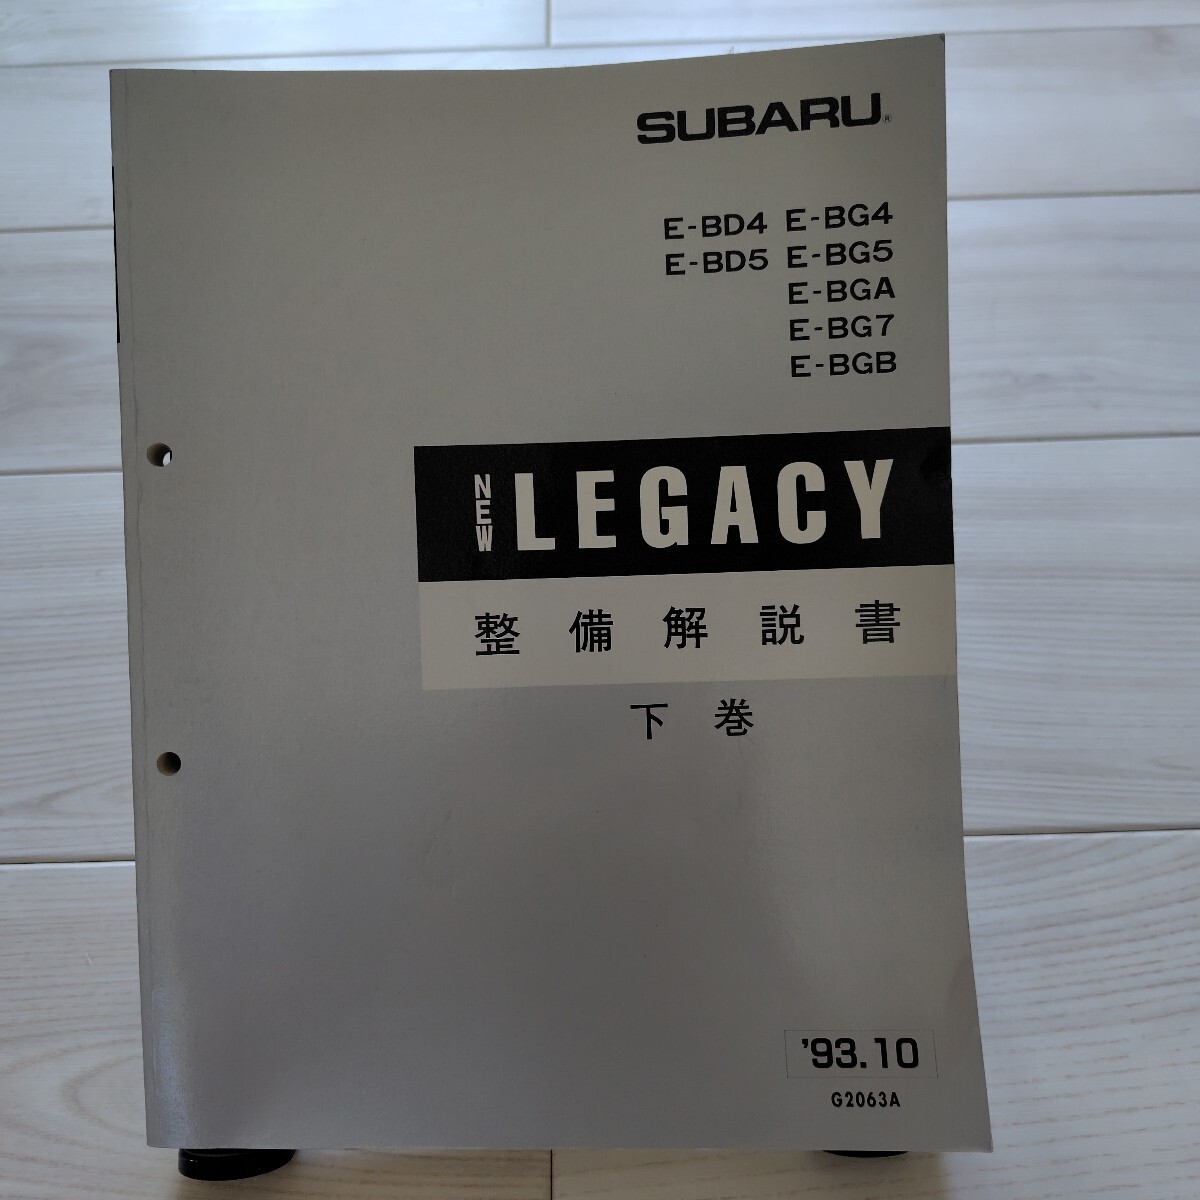 SUBARU®
E-BD4 E-BG4
E-BD5 E-BG5
E-BGA
E-BG7
E-BGB
NEW LEGACY
整備解説書
下巻
'93.10
G2063A